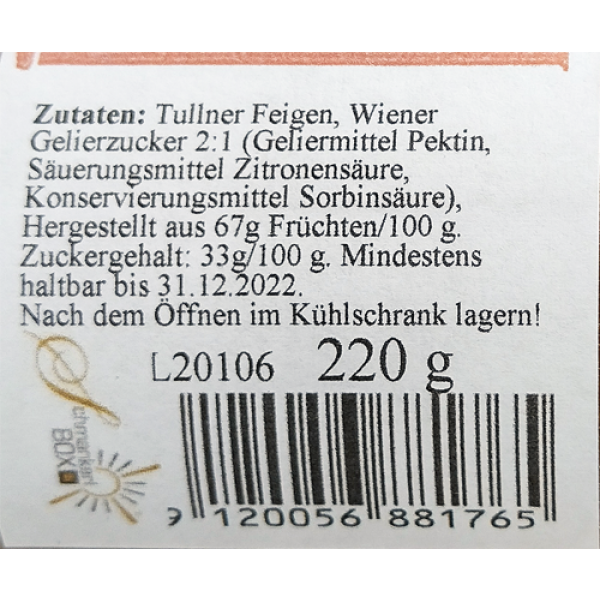 Zutaten: Tullner Feigen, Wiener
Gelierzucker 2:1 (Geliermittel Pektin,
Säuerungsmittel Zitronensäure,
Konservierungsmittel Sorbinsäure),
Hergestellt aus 67g Früchten/100 g.
Zuckergehalt: 33g/100 g. Mindestens
haltbar bis 31.12.2022.
Nach dem Öffnen im Kühlschrank lagern!
L20106 220 g
Schmankerl
BOX
9 120056 881765